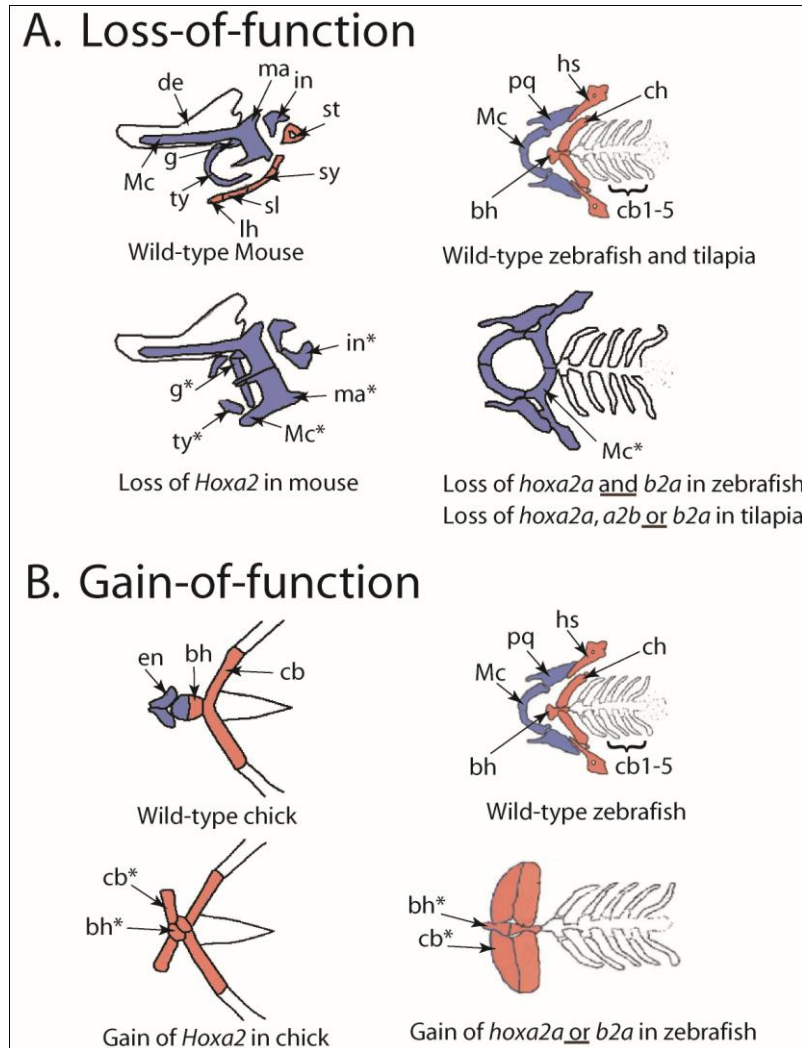 A. Loss-of-function
de
ma
in
st
Mc
g
ty
sy
sl
lh
Wild-type Mouse
hs
pq
ch
Mc
bh
cb1-5
Wild-type zebrafish and tilapia
in*
g*
ma*
ty*
Mc*
Loss of Hoxa2 in mouse
Mc*
Loss of hoxa2a and b2a in zebrafish
Loss of hoxa2a, a2b or b2a in tilapia
B. Gain-of-function
en
bh
cb
Wild-type chick
hs
pq
ch
Mc
bh
cb1-5
Wild-type zebrafish
cb*
bh*
Gain of Hoxa2 in chick
bh*
cb*
Gain of hoxa2a or b2a in zebrafish